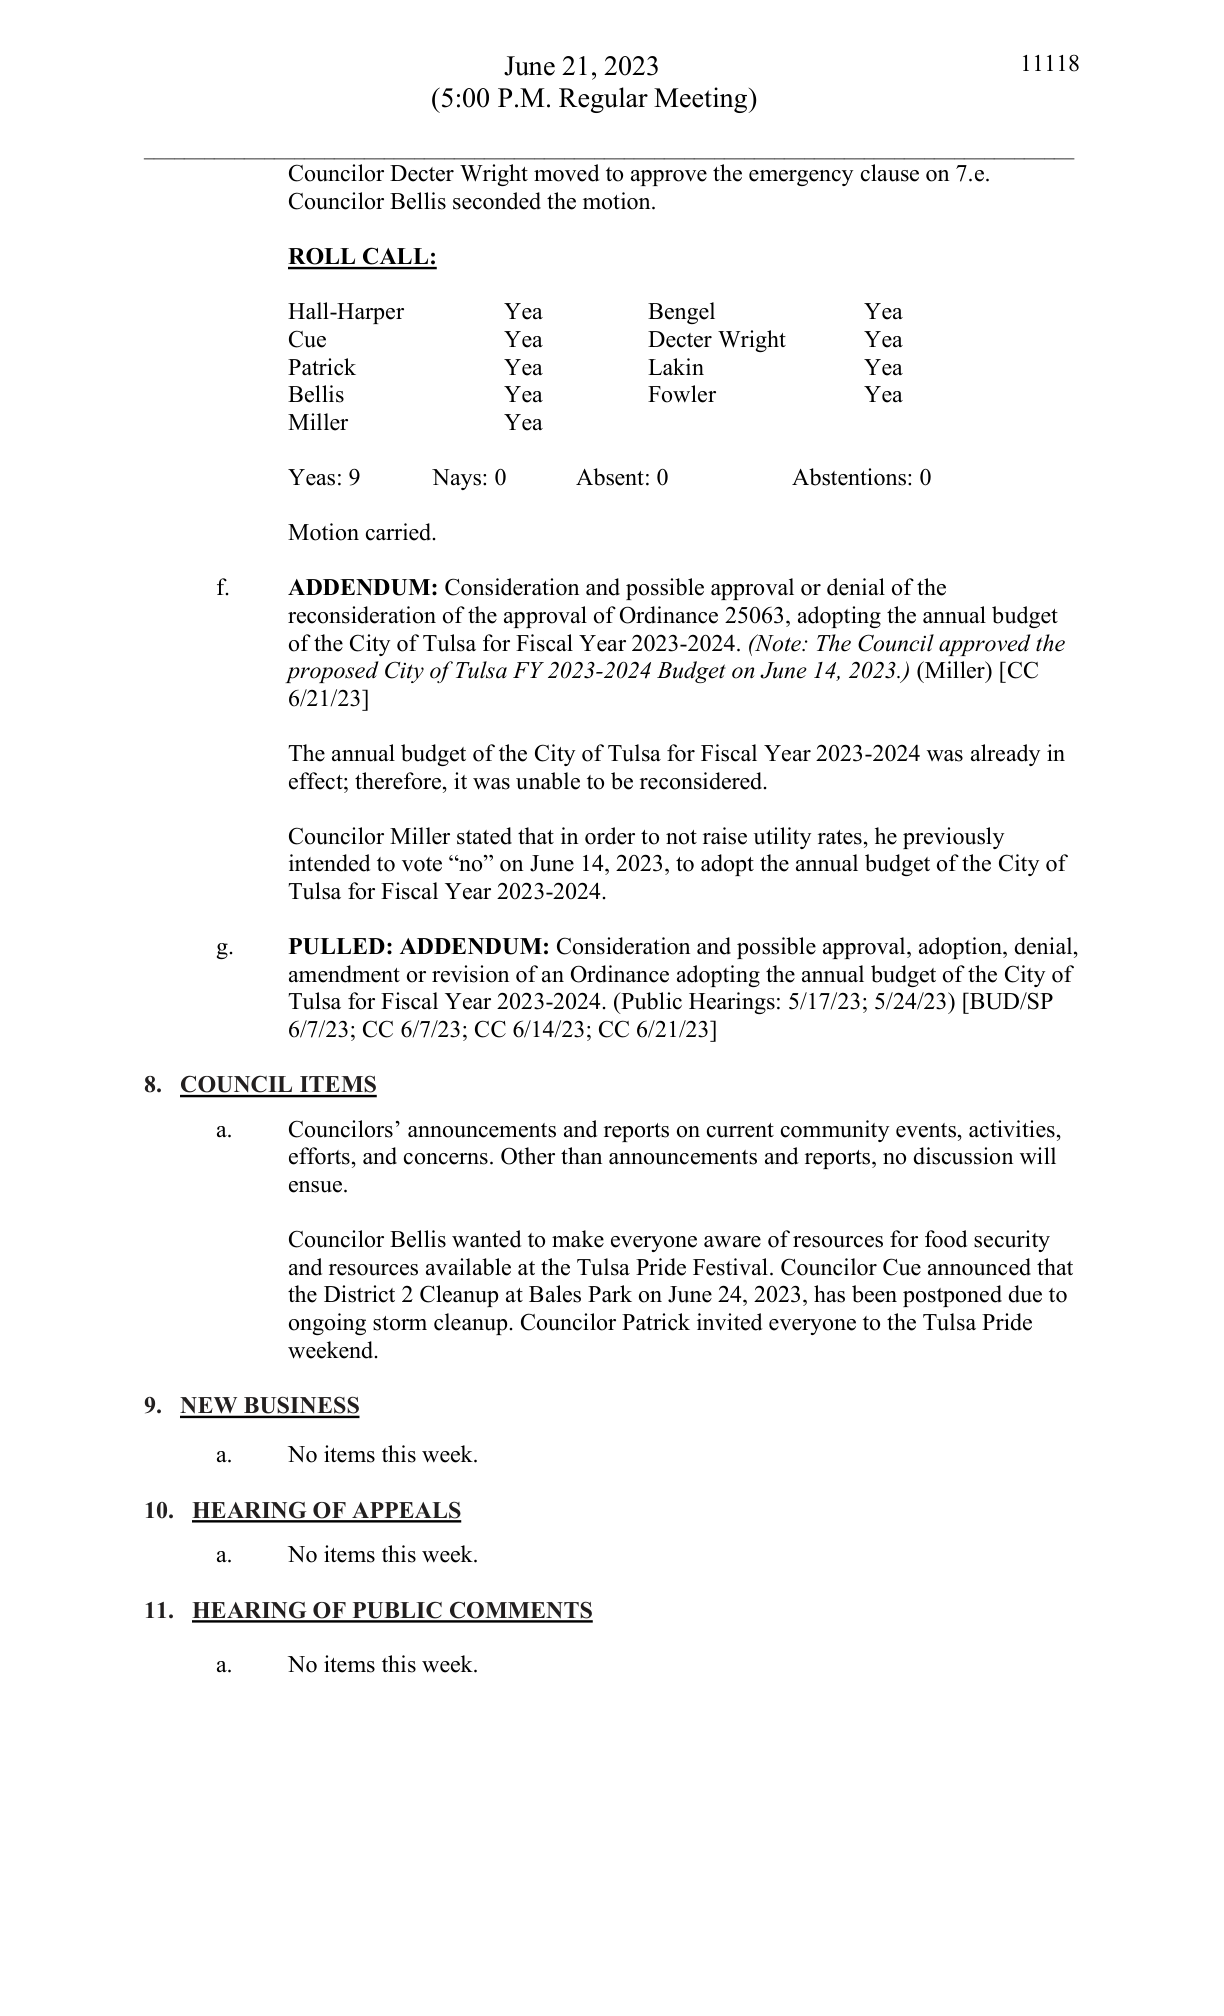 June 21, 2023
11118
(5:00 P.M. Regular Meeting)
Councilor Decter Wright moved to approve the emergency clause on 7.e.
Councilor Bellis seconded the motion.
ROLL CALL:
Hall-Harper Yea Bengel Yea
Cue Yea Decter Wright Yea
Patrick Yea Lakin Yea
Bellis Yea Fowler Yea
Miller Yea
Yeas: 9 Nays: 0 Absent: 0 Abstentions: 0
Motion carried.
f. ADDENDUM: Consideration and possible approval or denial of the
reconsideration of the approval of Ordinance 25063, adopting the annual budget
of the City of Tulsa for Fiscal Year 2023-2024. (Note: The Council approved the
proposed City of Tulsa FY 2023-2024 Budget on June 14, 2023.) (Miller) [CC
6/21/23]
The annual budget of the City of Tulsa for Fiscal Year 2023-2024 was already in
effect; therefore, it was unable to be reconsidered.
Councilor Miller stated that in order to not raise utility rates, he previously
intended to vote “no” on June 14, 2023, to adopt the annual budget of the City of
Tulsa for Fiscal Year 2023-2024.
g. PULLED: ADDENDUM: Consideration and possible approval, adoption, denial,
amendment or revision of an Ordinance adopting the annual budget of the City of
Tulsa for Fiscal Year 2023-2024. (Public Hearings: 5/17/23; 5/24/23) [BUD/SP
6/7/23; CC 6/7/23; CC 6/14/23; CC 6/21/23]
8. COUNCIL ITEMS
a. Councilors’ announcements and reports on current community events, activities,
efforts, and concerns. Other than announcements and reports, no discussion will
ensue.
Councilor Bellis wanted to make everyone aware of resources for food security
and resources available at the Tulsa Pride Festival. Councilor Cue announced that
the District 2 Cleanup at Bales Park on June 24, 2023, has been postponed due to
ongoing storm cleanup. Councilor Patrick invited everyone to the Tulsa Pride
weekend.
9. NEW BUSINESS
a. No items this week.
10. HEARING OF APPEALS
a. No items this week.
11. HEARING OF PUBLIC COMMENTS
a. No items this week.